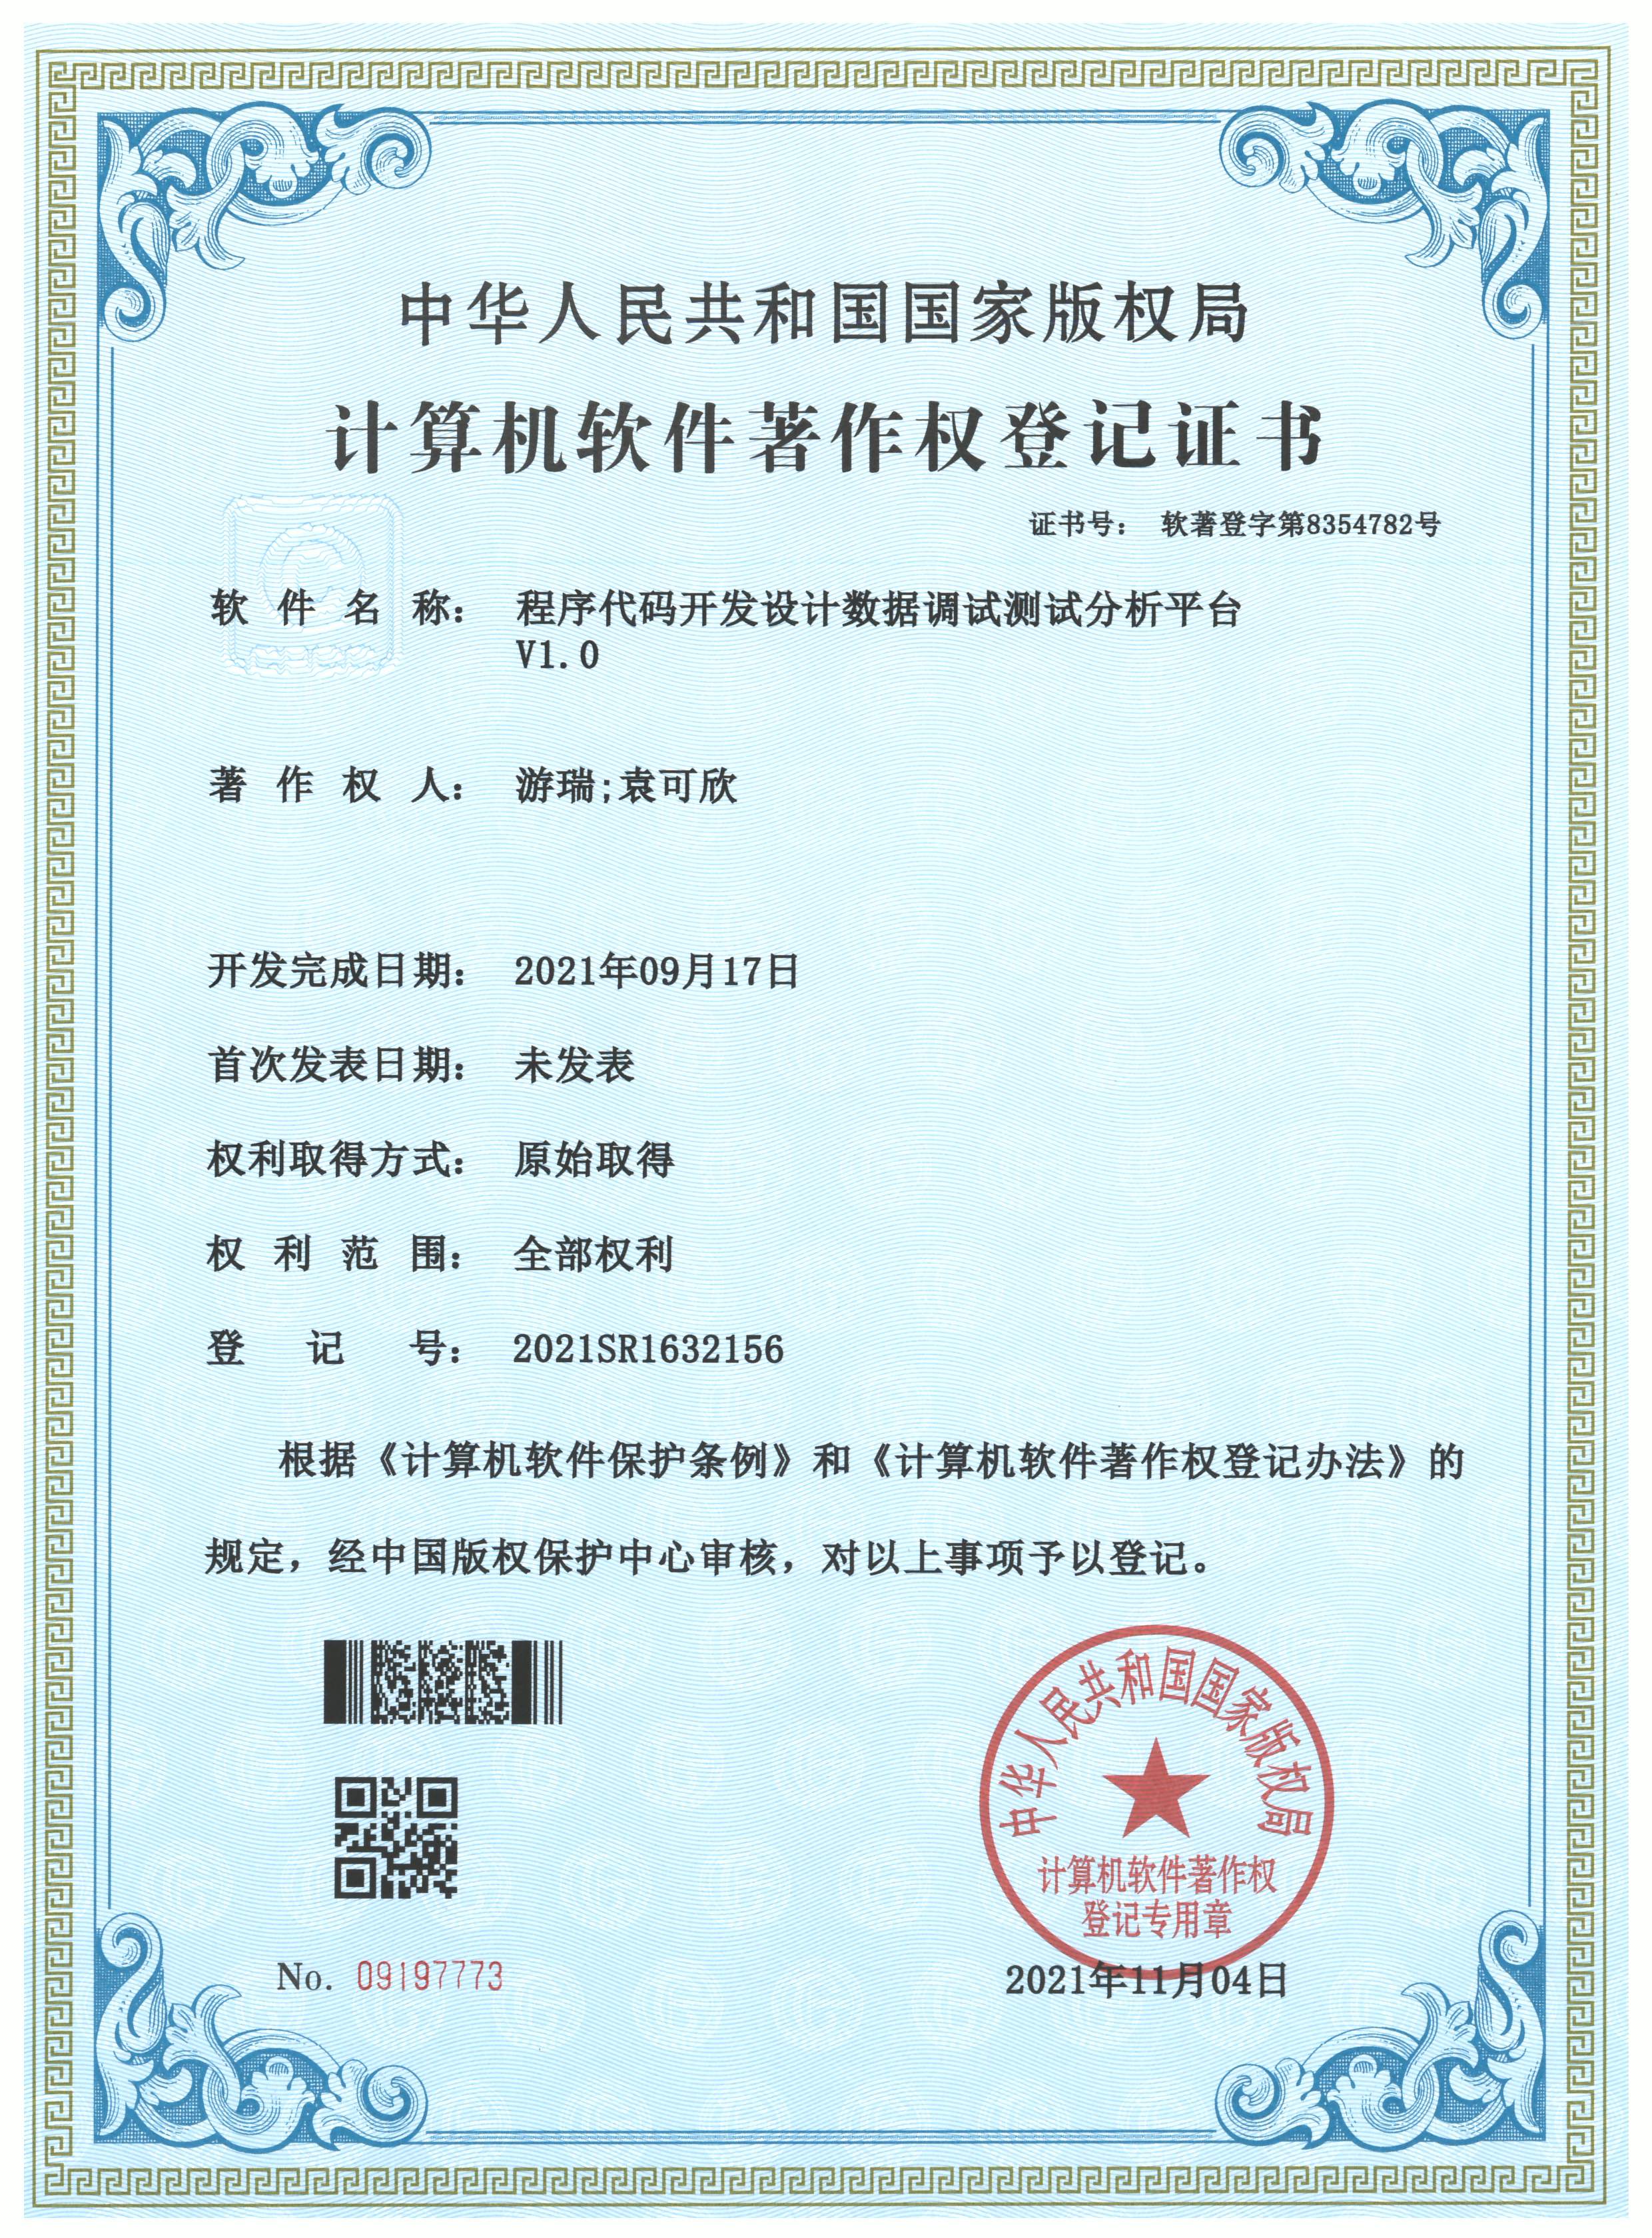 中华人民共和国国家版权局
计算机软件著作权登记证书
证书号： 软著登字第8354782号
软件名称： 程序代码开发设计数据调试测试分析平台
V1.0
著作权人： 游瑞;袁可欣
开发完成日期： 2021年09月17日
首次发表日期： 未发表
权利取得方式： 原始取得
权利范围： 全部权利
登记号： 2021SR1632156
根据《计算机软件保护条例》和《计算机软件著作权登记办法》的
规定，经中国版权保护中心审核，对以上事项予以登记。
中华人民共和国国家版权局
计算机软件著作权
登记专用章
No. 09197773
2021年11月04日